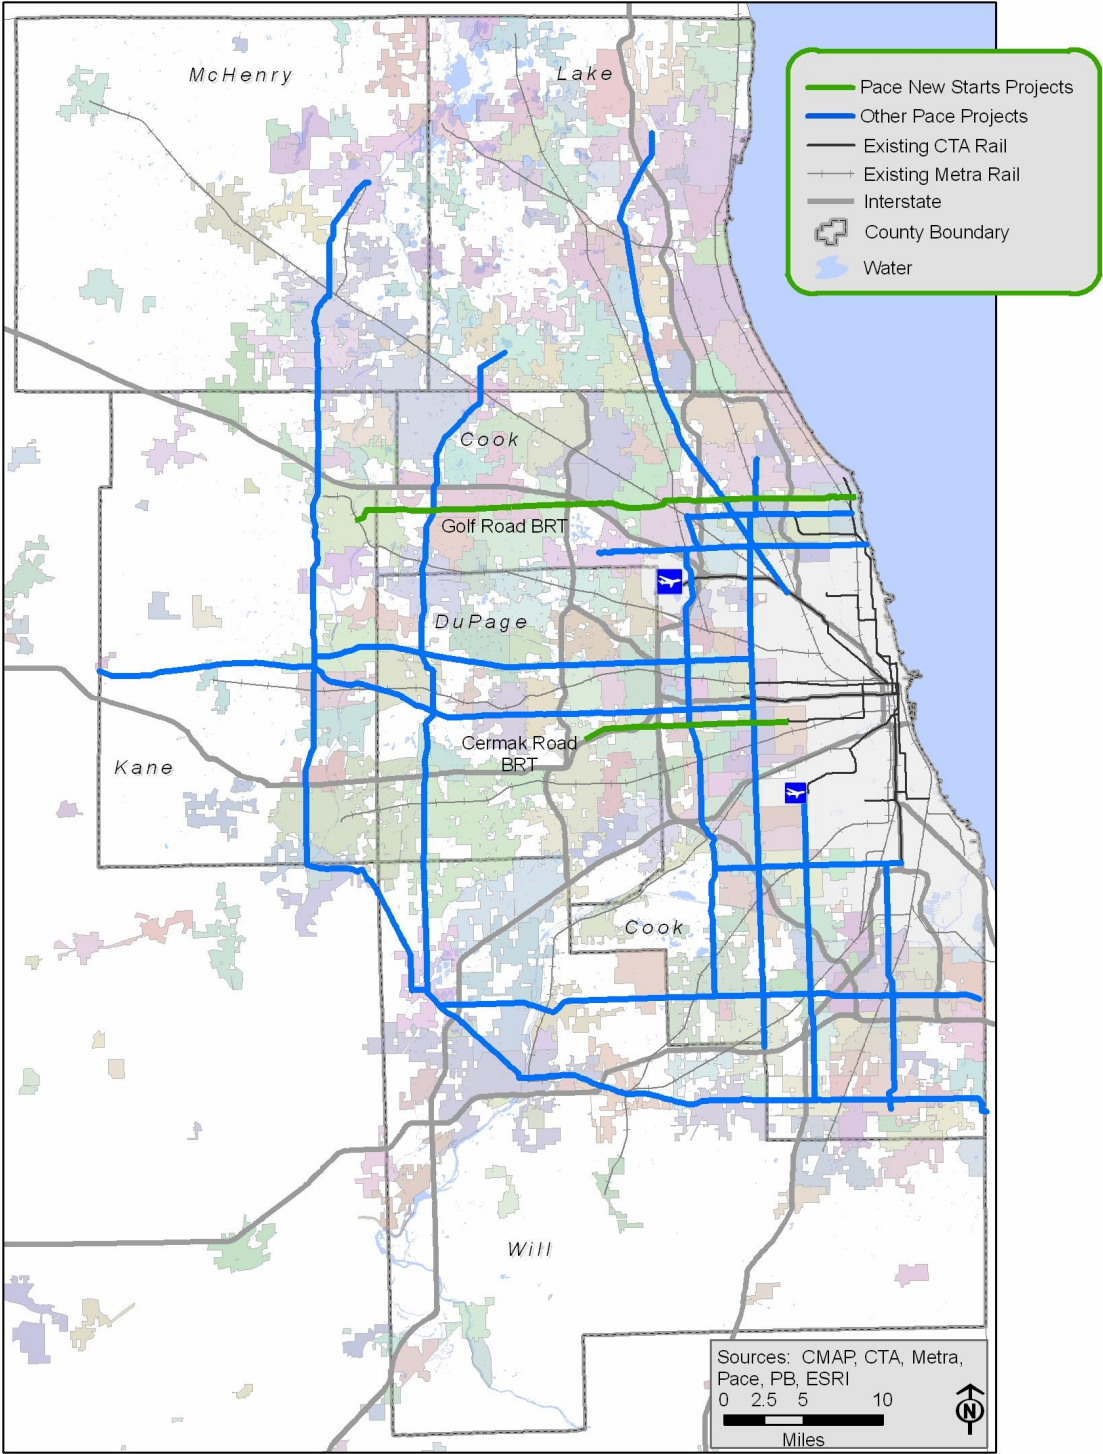 McHenry
Lake
Pace New Starts Projects
Other Pace Projects
Existing CTA Rail
Existing Metra Rail
Interstate
County Boundary
Water
Cook
Golf Road BRT
DuPage
Cermak Road
BRT
Kane
Cook
Will
Sources: CMAP, CTA, Metra,
Pace, PB, ESRI
0 2.5 5 10
Miles
N